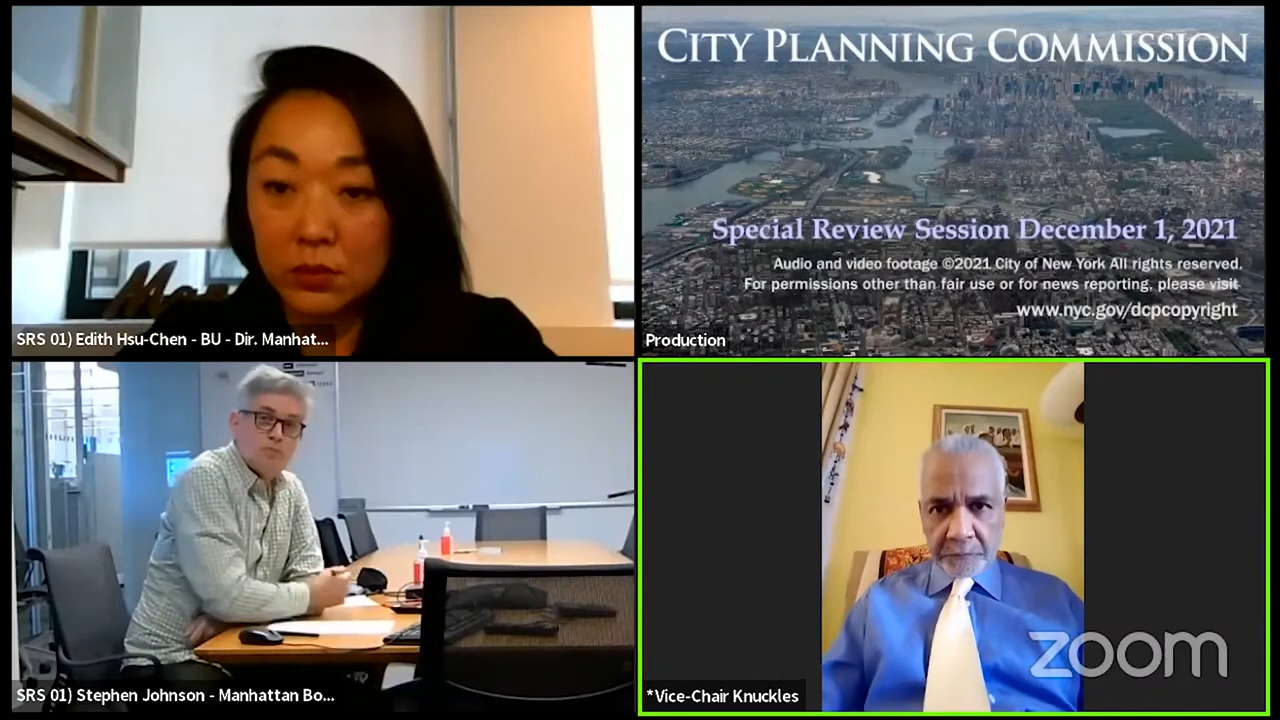 CITY PLANNING COMMISSION
Special Review Session December 1, 2021
Audio and video footage ©2021 City of New York All rights reserved.
For permissions other than fair use or for news reporting, please visit
www.nyc.gov/dcpcopyright
SRS 01) Edith Hsu-Chen - BU - Dir. Manhat...
Production
SRS 01) Stephen Johnson - Manhattan Bo...
*Vice-Chair Knuckles
zoom